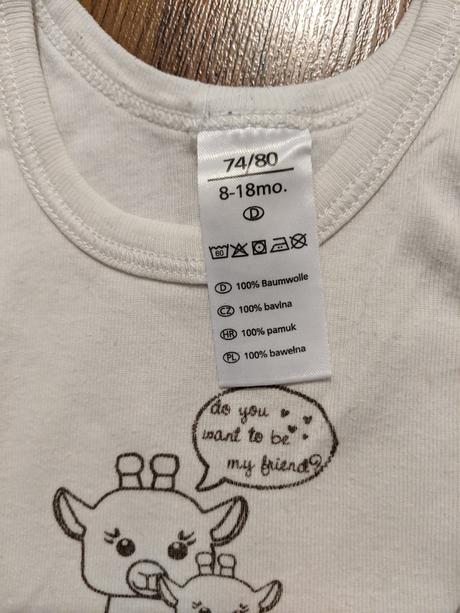 74/80
8-18mo.
D
60
D 100% Baumwolle
CZ 100% bavlna
HR 100% pamuk
PL 100% bawełna
do you
want to be
my friend?